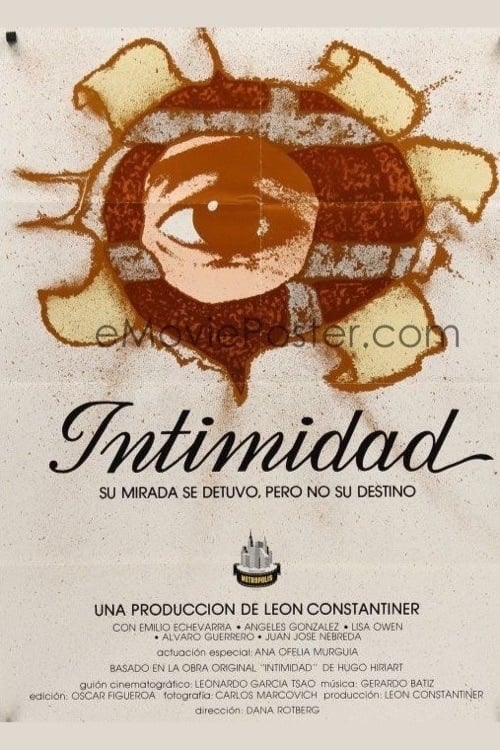 eMoviePoster.com
Intimidad
SU MIRADA SE DETUVO, PERO NO SU DESTINO
METROPOLIS
UNA PRODUCCION DE LEON CONSTANTINER
CON EMILIO ECHEVARRIA • ANGELES GONZALEZ • LISA OWEN
• ALVARO GUERRERO • JUAN JOSE NEBREDA
actuación especial: ANA OFELIA MURGUIA
BASADO EN LA OBRA ORIGINAL "INTIMIDAD" DE HUGO HIRIART
guión cinematográfico: LEONARDO GARCIA TSAO música: GERARDO BATIZ
edición: OSCAR FIGUEROA fotografía: CARLOS MARCOVICH producción: LEON CONSTANTINER
dirección: DANA ROTBERG